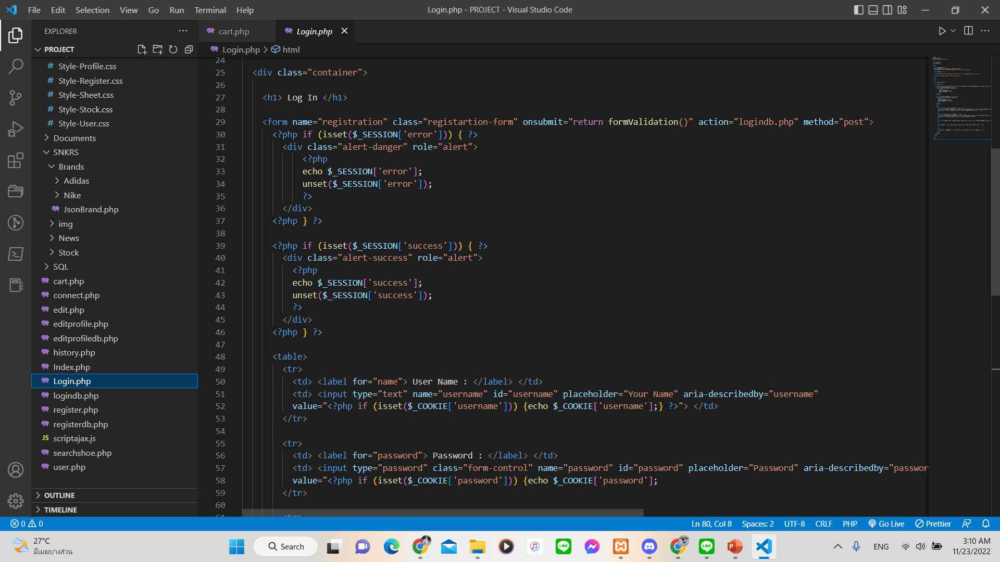 File Edit Selection View Go Run Terminal Help
Login.php - PROJECT - Visual Studio Code
EXPLORER
PROJECT
# Style-Profile.css
# Style-Register.css
# Style-Sheet.css
# Style-Stock.css
# Style-User.css
Documents
SNKRS
Brands
Adidas
Nike
JsonBrand.php
img
News
Stock
SQL
cart.php
connect.php
edit.php
editprofile.php
editprofiledb.php
history.php
Index.php
Login.php
logindb.php
register.php
registerdb.php
JS scriptajax.js
searchshoe.php
user.php
OUTLINE
TIMELINE
cart.php
Login.php
Login.php > html
24
25 <div class="container">
26
27 <h1> Log In </h1>
28
29 <form name="registration" class="registartion-form" onsubmit="return formValidation()" action="logindb.php" method="post">
30 <?php if (isset($_SESSION['error'])) { ?>
31 <div class="alert-danger" role="alert">
32 <?php
33 echo $_SESSION['error'];
34 unset($_SESSION['error']);
35 ?>
36 </div>
37 <?php } ?>
38
39 <?php if (isset($_SESSION['success'])) { ?>
40 <div class="alert-success" role="alert">
41 <?php
42 echo $_SESSION['success'];
43 unset($_SESSION['success']);
44 ?>
45 </div>
46 <?php } ?>
47
48 <table>
49 <tr>
50 <td> <label for="name"> User Name : </label> </td>
51 <td> <input type="text" name="username" id="username" placeholder="Your Name" aria-describedby="username"
52 value="<?php if (isset($_COOKIE['username'])) {echo $_COOKIE['username'];} ?>"> </td>
53 </tr>
54
55 <tr>
56 <td> <label for="password"> Password : </label> </td>
57 <td> <input type="password" class="form-control" name="password" id="password" placeholder="Password" aria-describedby="passwor
58 value="<?php if (isset($_COOKIE['password'])) {echo $_COOKIE['password'];
59 </tr>
60
61 <tr>
0 0
Ln 80, Col 8 Spaces: 2 UTF-8 CRLF PHP Go Live Prettier
27°C
มีเมฆบางส่วน
Search
ENG
3:10 AM
11/23/2022